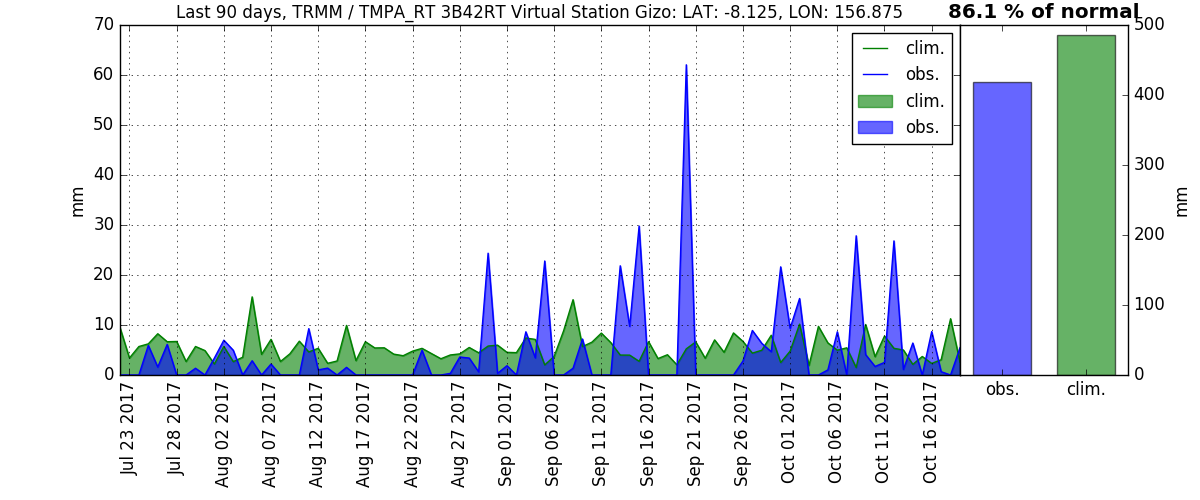 Last 90 days, TRMM / TMPA_RT 3B42RT Virtual Station Gizo: LAT: -8.125, LON: 156.875
86.1 % of normal
70
60
50
40
30
20
10
0
mm
clim.
obs.
clim.
obs.
Jul 23 2017
Jul 28 2017
Aug 02 2017
Aug 07 2017
Aug 12 2017
Aug 17 2017
Aug 22 2017
Aug 27 2017
Sep 01 2017
Sep 06 2017
Sep 11 2017
Sep 16 2017
Sep 21 2017
Sep 26 2017
Oct 01 2017
Oct 06 2017
Oct 11 2017
Oct 16 2017
500
400
300
200
100
0
mm
obs.
clim.